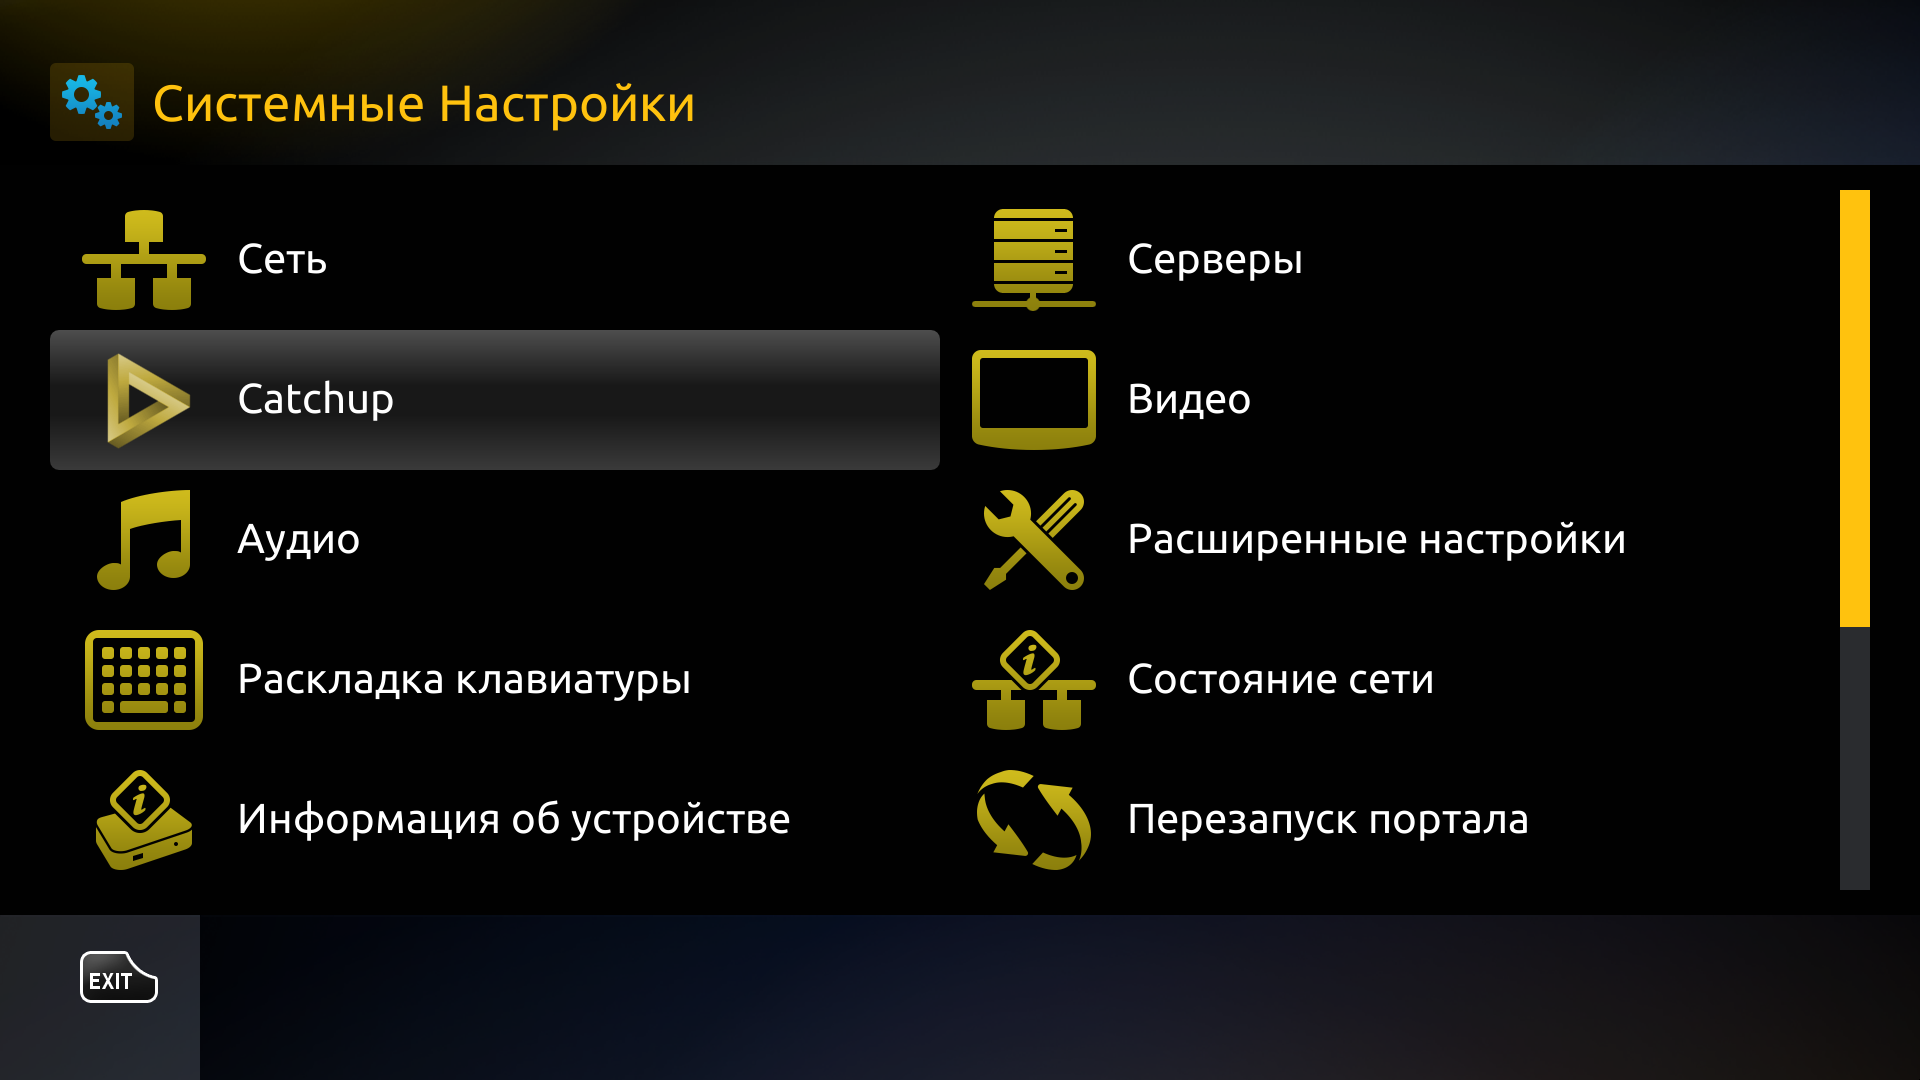 Системные Настройки
Сеть
Серверы
Catchup
Видео
Аудио
Расширенные настройки
Раскладка клавиатуры
Состояние сети
Информация об устройстве
Перезапуск портала
EXIT